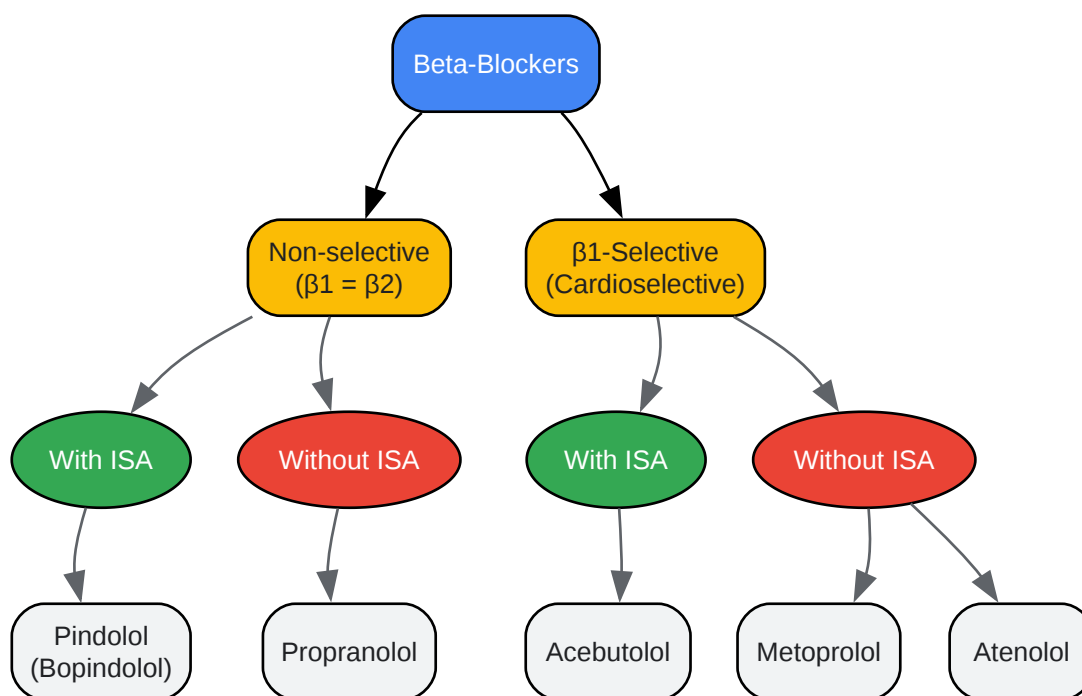 Beta-Blockers
Non-selective
(β1 = β2)
β1-Selective
(Cardioselective)
With ISA
Without ISA
With ISA
Without ISA
Pindolol
(Bopindolol)
Propranolol
Acebutolol
Metoprolol
Atenolol